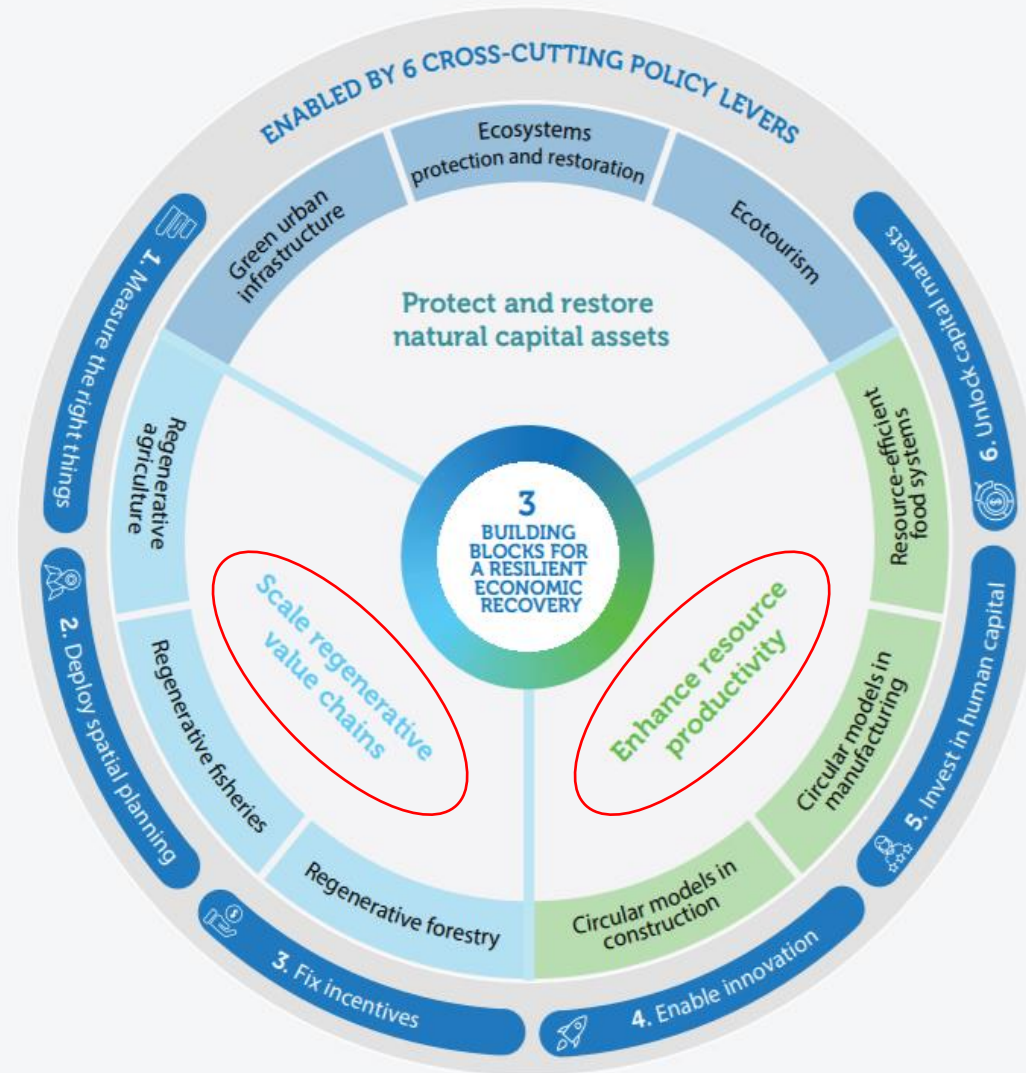 ENABLED BY 6 CROSS-CUTTING POLICY LEVERS
Green urban
infrastructure
Ecosystems
protection and restoration
Ecotourism
Protect and restore
natural capital assets
3
BUILDING
BLOCKS FOR
A RESILIENT
ECONOMIC
RECOVERY
Regenerative
agriculture
Regenerative fisheries
Regenerative forestry
Scale regenerative
value chains
Resource-efficient
food systems
Circular models in
manufacturing
Circular models in
construction
Enhance resource
productivity
1. Measure the right things
2. Deploy spatial planning
3. Fix incentives
4. Enable innovation
5. Invest in human capital
6. Unlock capital markets